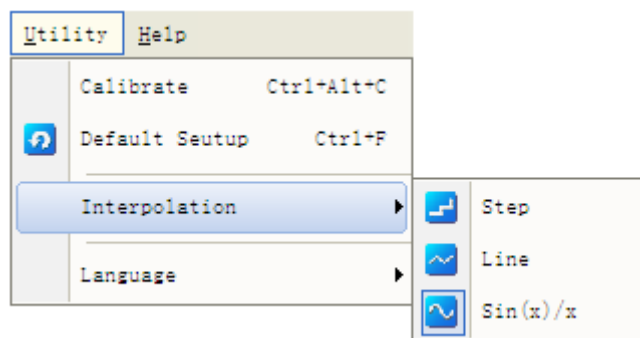 Utility Help
Calibrate Ctrl+Alt+C
Default Seutup Ctrl+F
Interpolation
Step
Line
Language
Sin(x)/x